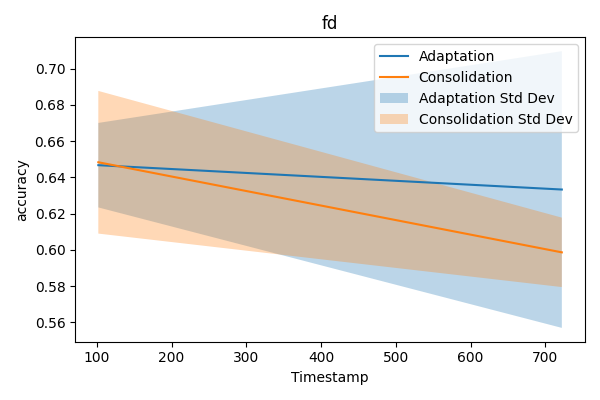 fd
Adaptation
Consolidation
Adaptation Std Dev
Consolidation Std Dev
accuracy
0.70
0.68
0.66
0.64
0.62
0.60
0.58
0.56
100 200 300 400 500 600 700
Timestamp